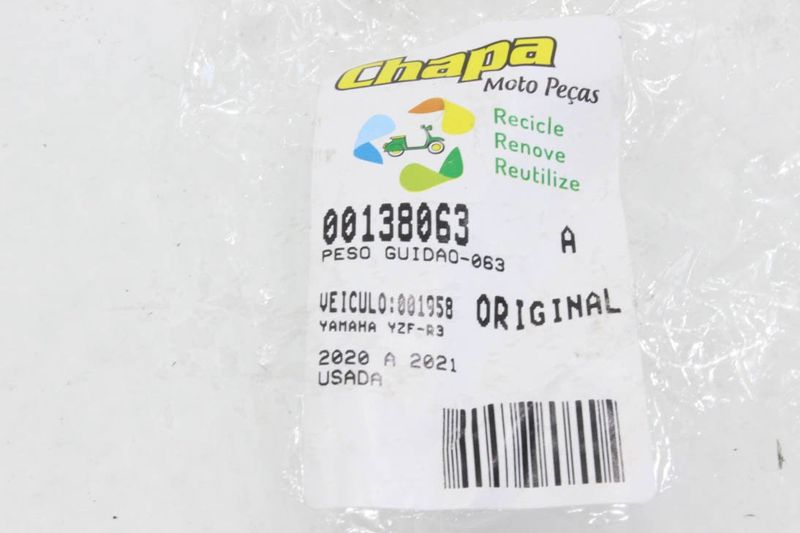 Chapa
Moto Peças
Recicle
Renove
Reutilize
00138063 A
PESO GUIDAO-063
VEICULO:001958 ORIGINAL
YAMAHA YZF-R3
2020 A 2021
USADA